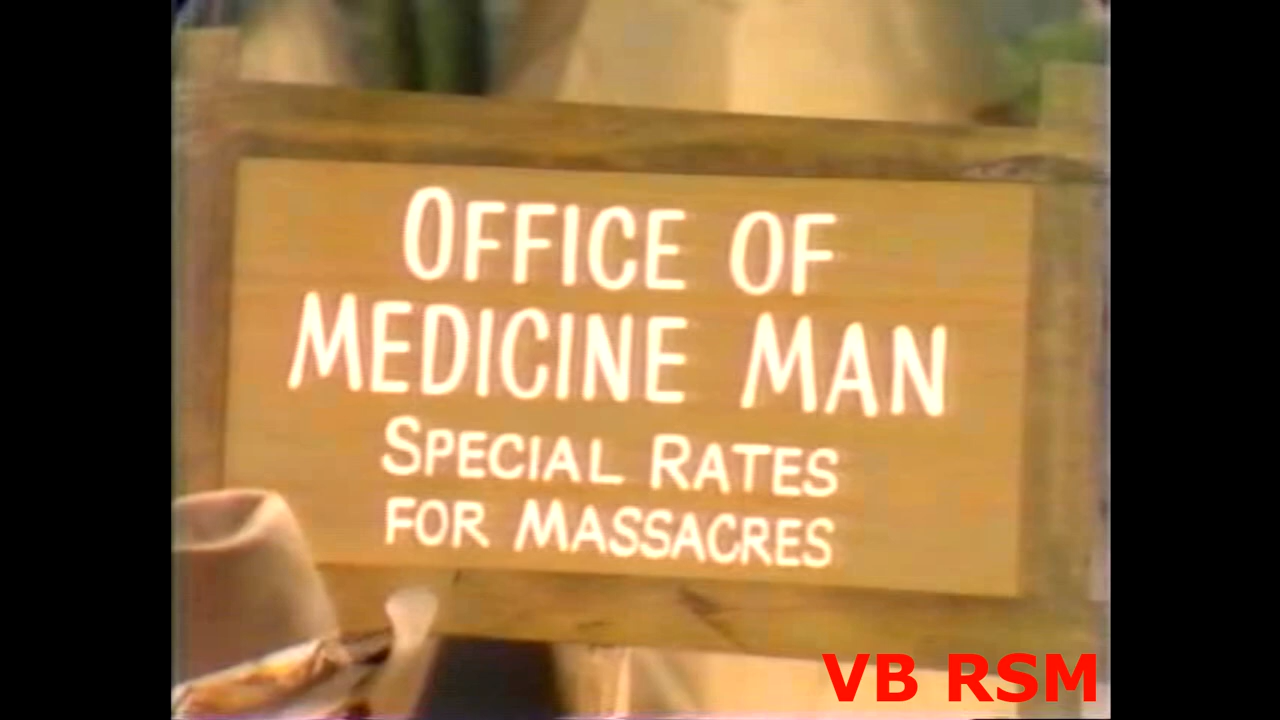 OFFICE OF
MEDICINE MAN
SPECIAL RATES
FOR MASSACRES
VB RSM